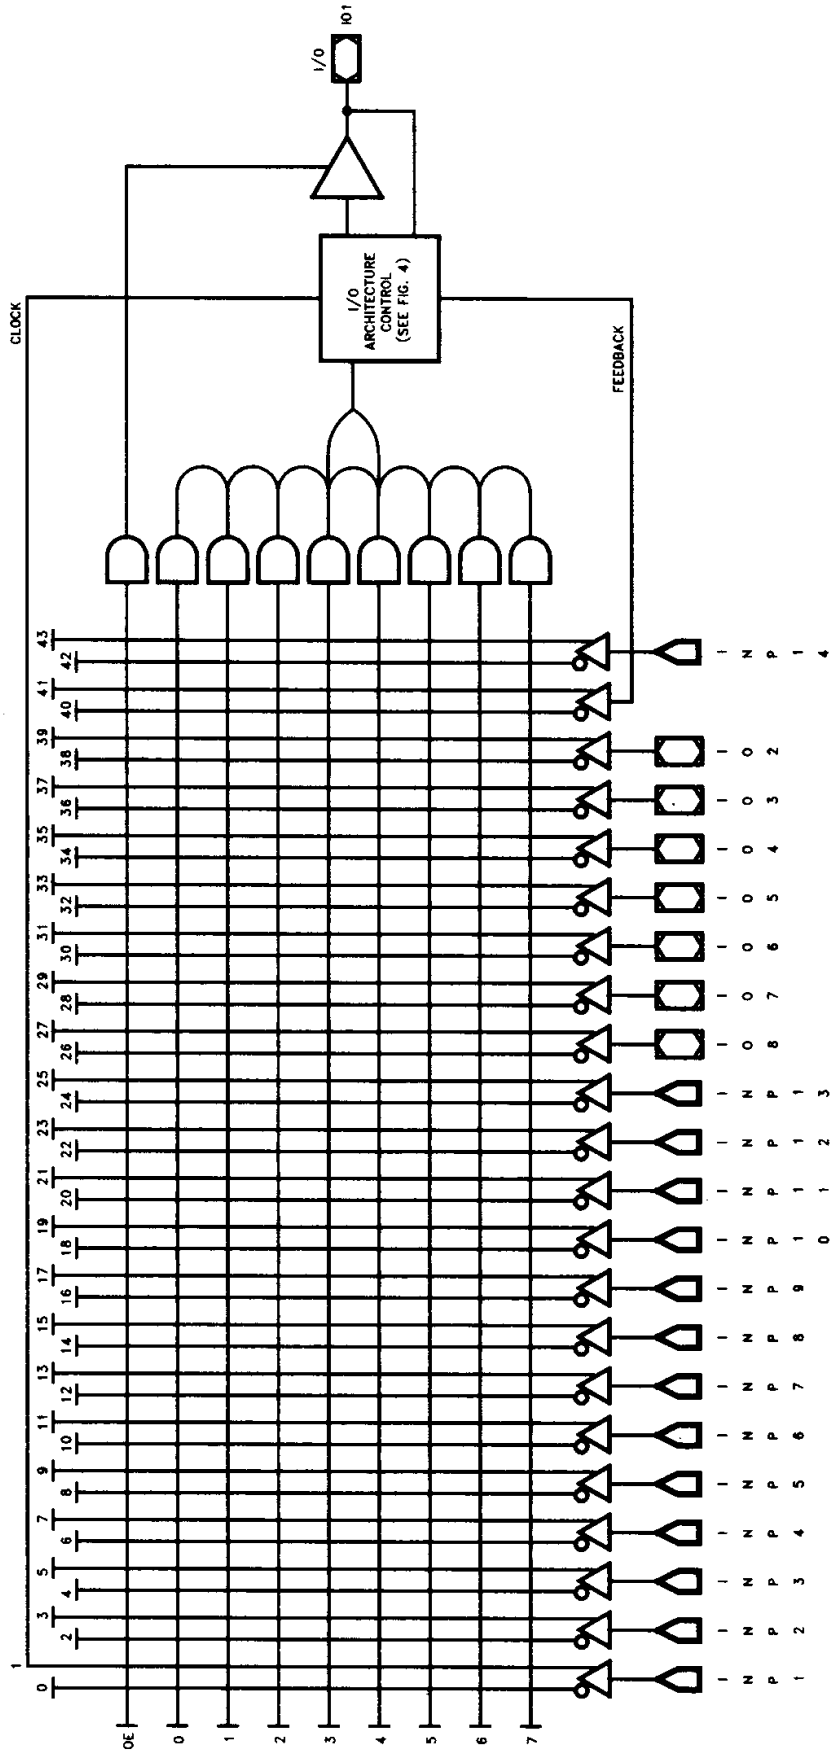 CLOCK
I/O
IO1
I/O
ARCHITECTURE
CONTROL
(SEE FIG. 4)
FEEDBACK
0
1
2
3
4
5
6
7
8
9
10
11
12
13
14
15
16
17
18
19
20
21
22
23
24
25
26
27
28
29
30
31
32
33
34
35
36
37
38
39
40
41
42
43
OE
0
1
2
3
4
5
6
7
INP1
INP2
INP3
INP4
INP5
INP6
INP7
INP8
INP9
INP10
INP11
INP12
INP13
IO8
IO7
IO6
IO5
IO4
IO3
IO2
INP14